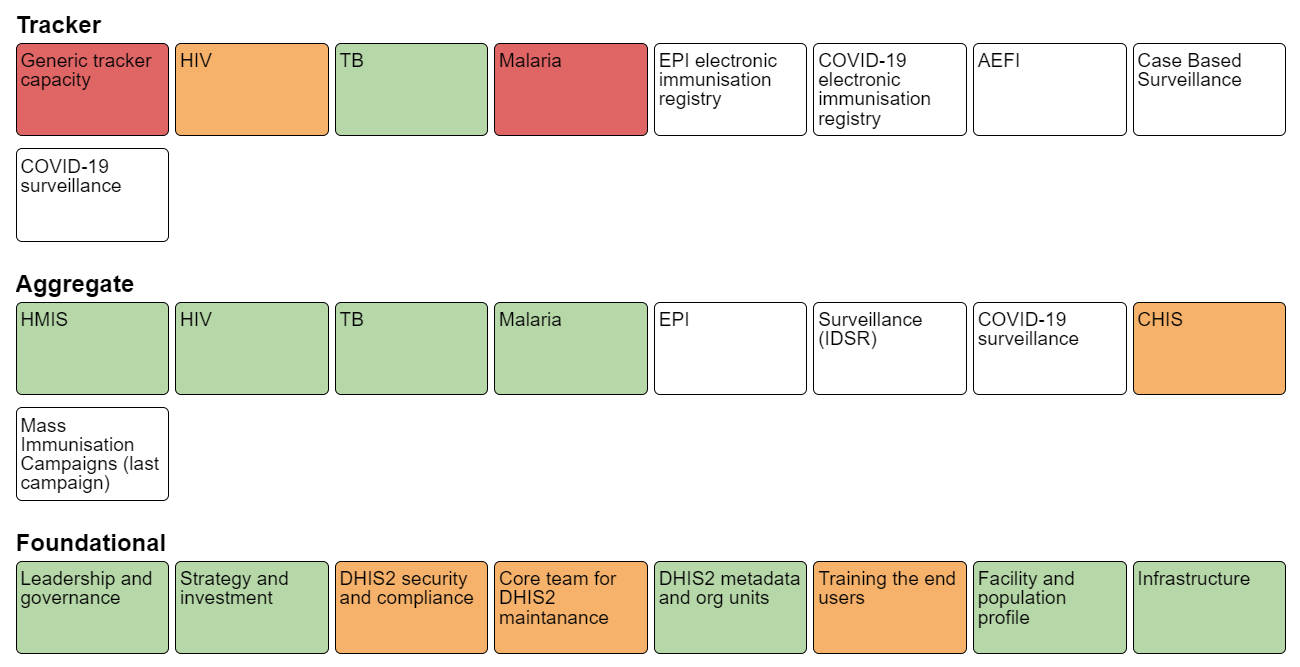 Tracker
Generic tracker
capacity
HIV
TB
Malaria
EPI electronic
immunisation
registry
COVID-19
electronic
immunisation
registry
AEFI
Case Based
Surveillance
COVID-19
surveillance
Aggregate
HMIS
HIV
TB
Malaria
EPI
Surveillance
(IDSR)
COVID-19
surveillance
CHIS
Mass
Immunisation
Campaigns (last
campaign)
Foundational
Leadership and
governance
Strategy and
investment
DHIS2 security
and compliance
Core team for
DHIS2
maintanance
DHIS2 metadata
and org units
Training the end
users
Facility and
population
profile
Infrastructure